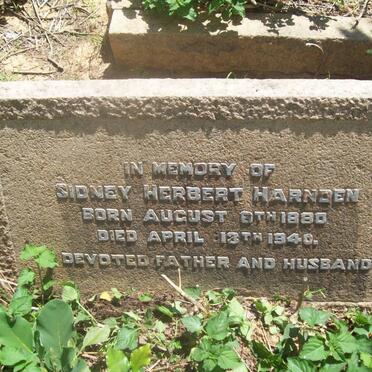 IN MEMORY OF
SIDNEY HERBERT HARNDEN
BORN AUGUST 8TH 1880
DIED APRIL 13TH 1940.
DEVOTED FATHER AND HUSBAND